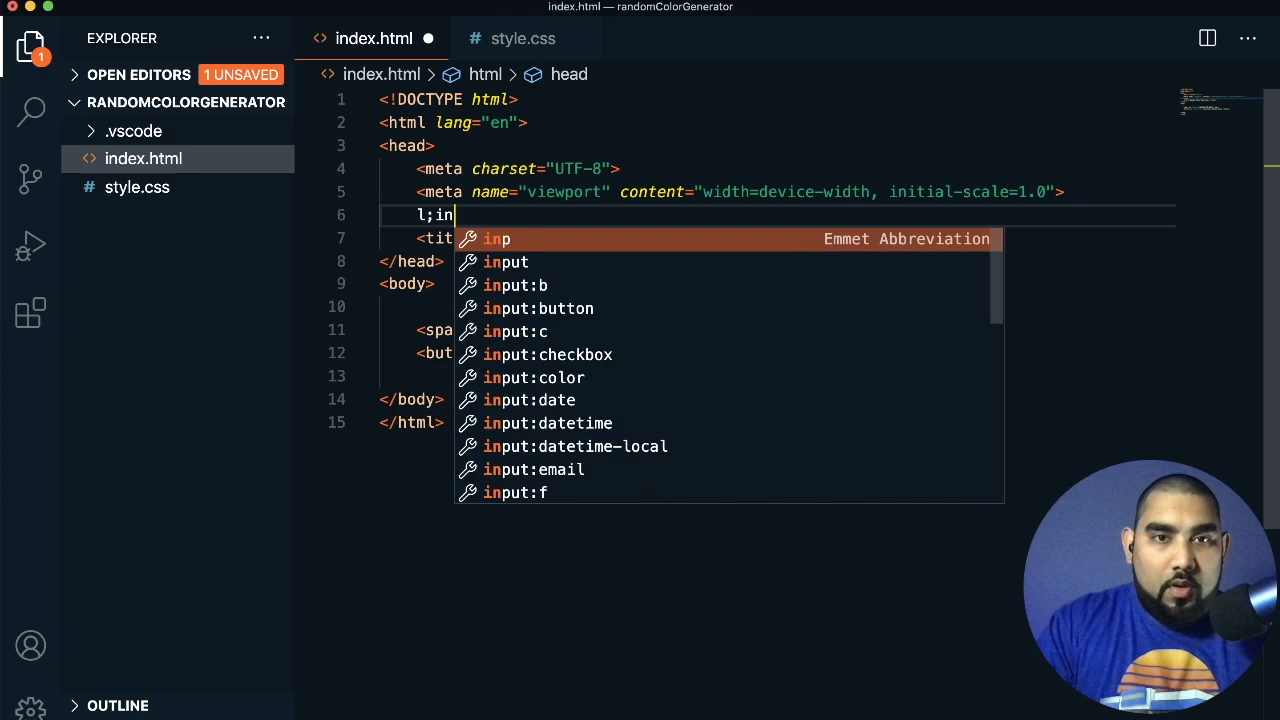 index.html — randomColorGenerator
EXPLORER
index.html
style.css
1
OPEN EDITORS
1 UNSAVED
index.html
html
head
RANDOMCOLORGENERATOR
.vscode
index.html
style.css
1 <!DOCTYPE html>
2 <html lang="en">
3 <head>
4 <meta charset="UTF-8">
5 <meta name="viewport" content="width=device-width, initial-scale=1.0">
6 l;in
7 <tit
8 </head>
9 <body>
10
11 <spa
12 <but
13
14 </body>
15 </html>
inp Emmet Abbreviation
input
input:b
input:button
input:c
input:checkbox
input:color
input:date
input:datetime
input:datetime-local
input:email
input:f
OUTLINE